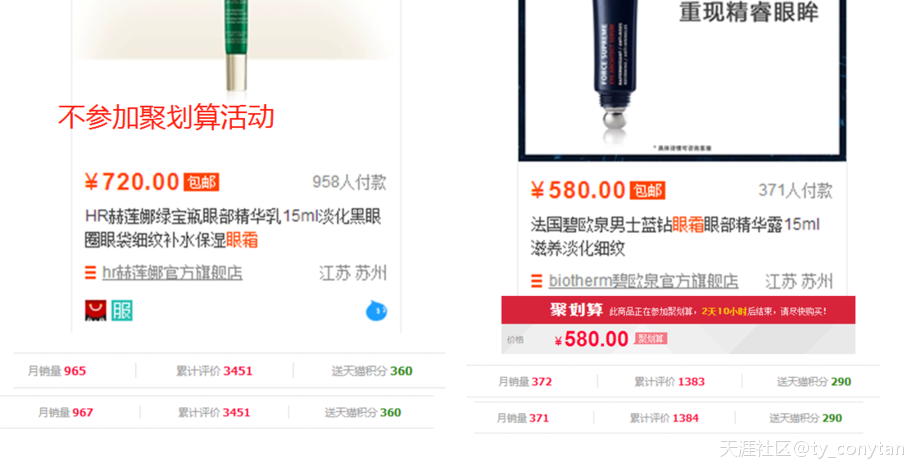 不参加聚划算活动
¥720.00 包邮 958人付款
HR赫莲娜绿宝瓶眼部精华乳15ml淡化黑眼
圈眼袋细纹补水保湿眼霜
hr赫莲娜官方旗舰店 江苏 苏州
服
月销量 965 累计评价 3451 送天猫积分 360
月销量 967 累计评价 3451 送天猫积分 360
重现精睿眼眸
FORCE SUPREME
* 具体详情可咨询客服
¥580.00 包邮 371人付款
法国碧欧泉男士蓝钻眼霜眼部精华露15ml
滋养淡化细纹
biotherm碧欧泉官方旗舰店 江苏 苏州
聚划算 此商品正在参加聚划算，2天10小时后结束，请尽快购买！
价格 ¥580.00 聚划算
月销量 372 累计评价 1383 送天猫积分 290
月销量 371 累计评价 1384 送天猫积分 290
天涯社区@ty_conytan